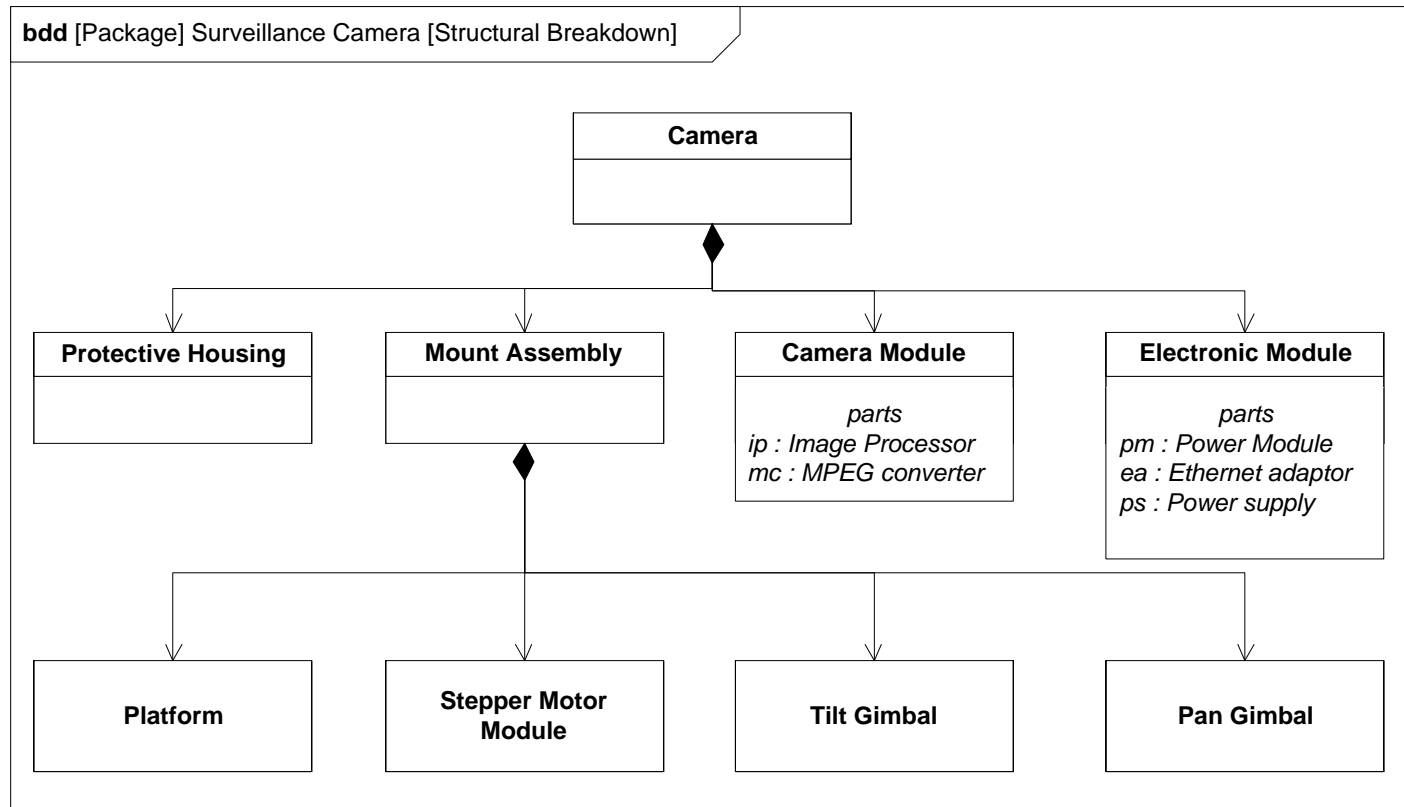 bdd [Package] Surveillance Camera [Structural Breakdown]
Camera
Protective Housing
Mount Assembly
Camera Module
parts
ip : Image Processor
mc : MPEG converter
Electronic Module
parts
pm : Power Module
ea : Ethernet adaptor
ps : Power supply
Platform
Stepper Motor
Module
Tilt Gimbal
Pan Gimbal